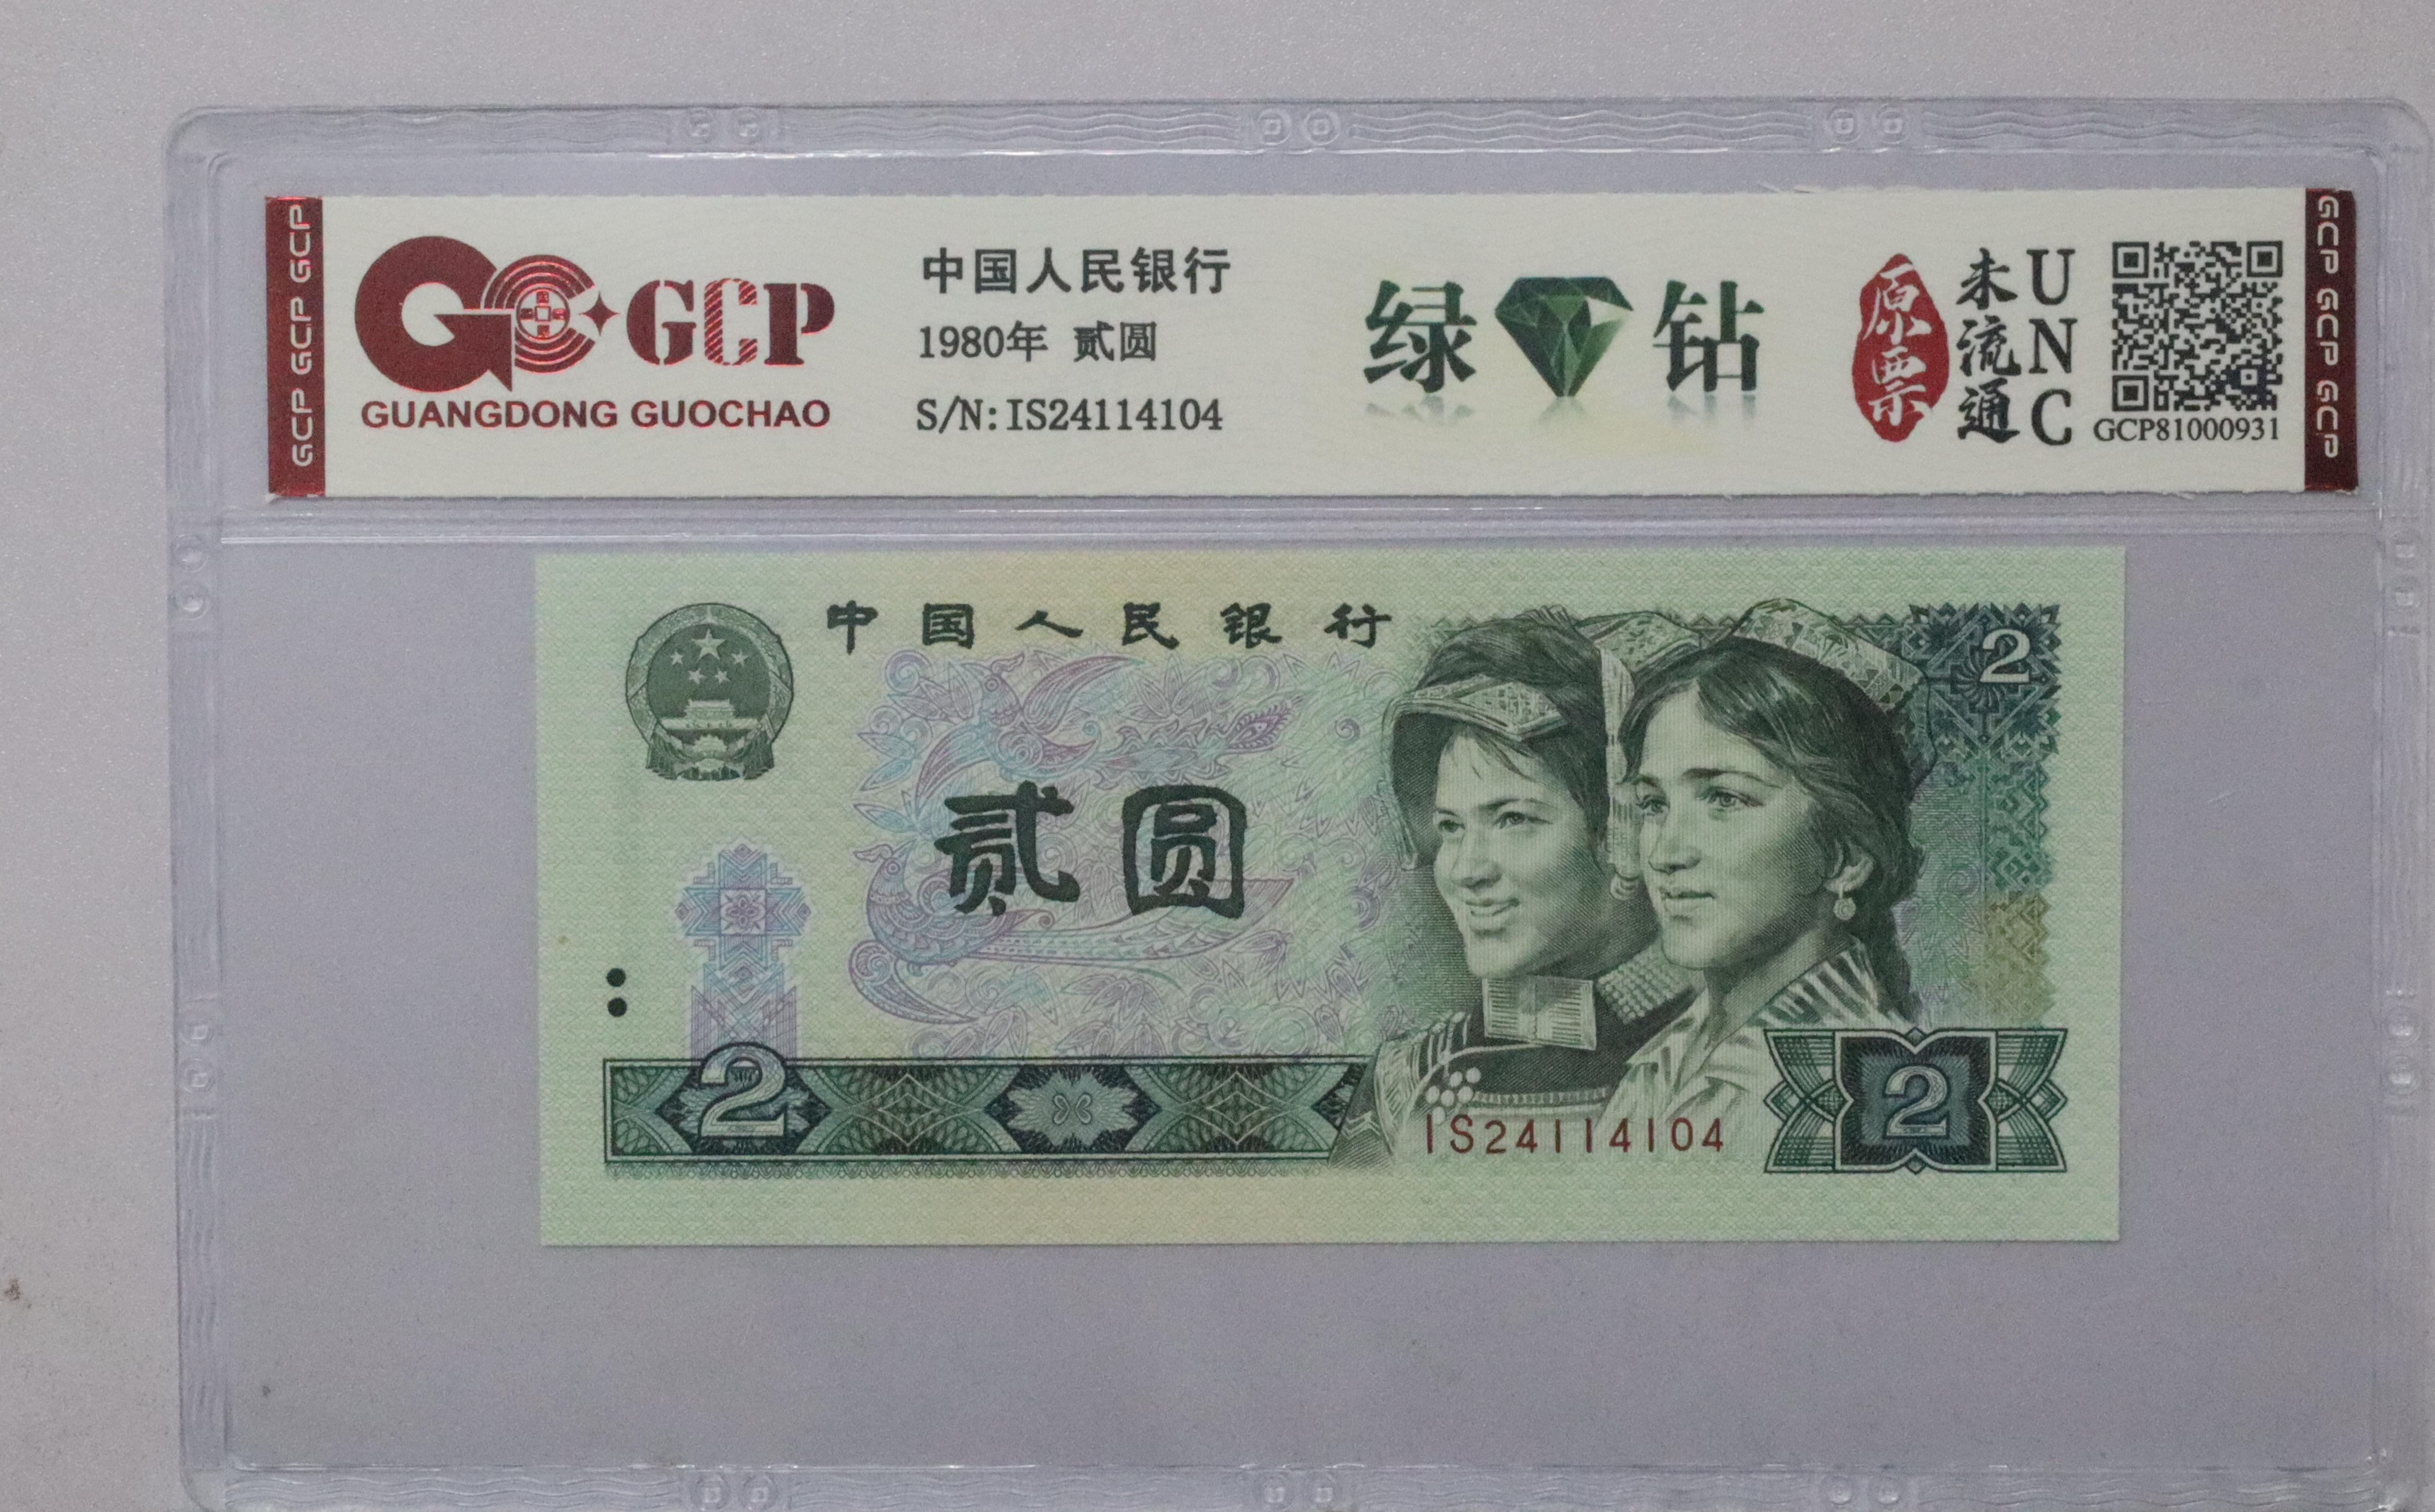 GCP GCP GCP
GCP
GUANGDONG GUOCHAO
中国人民银行
1980年 贰圆
S/N:IS24114104
绿钻
原票
未流通
UNC
GCP81000931
GCP GCP GCP
中国人民银行
2
贰圆
2
IS24114104
2